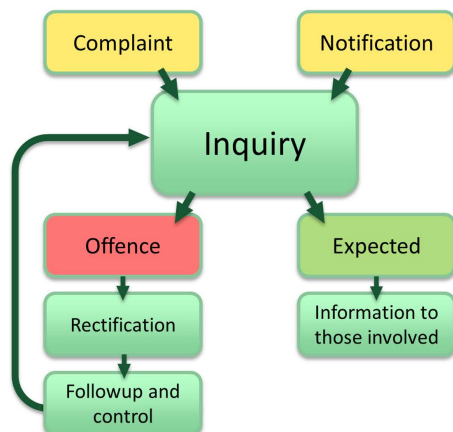 Complaint
Notification
Inquiry
Offence
Expected
Rectification
Information to
those involved
Followup and
control